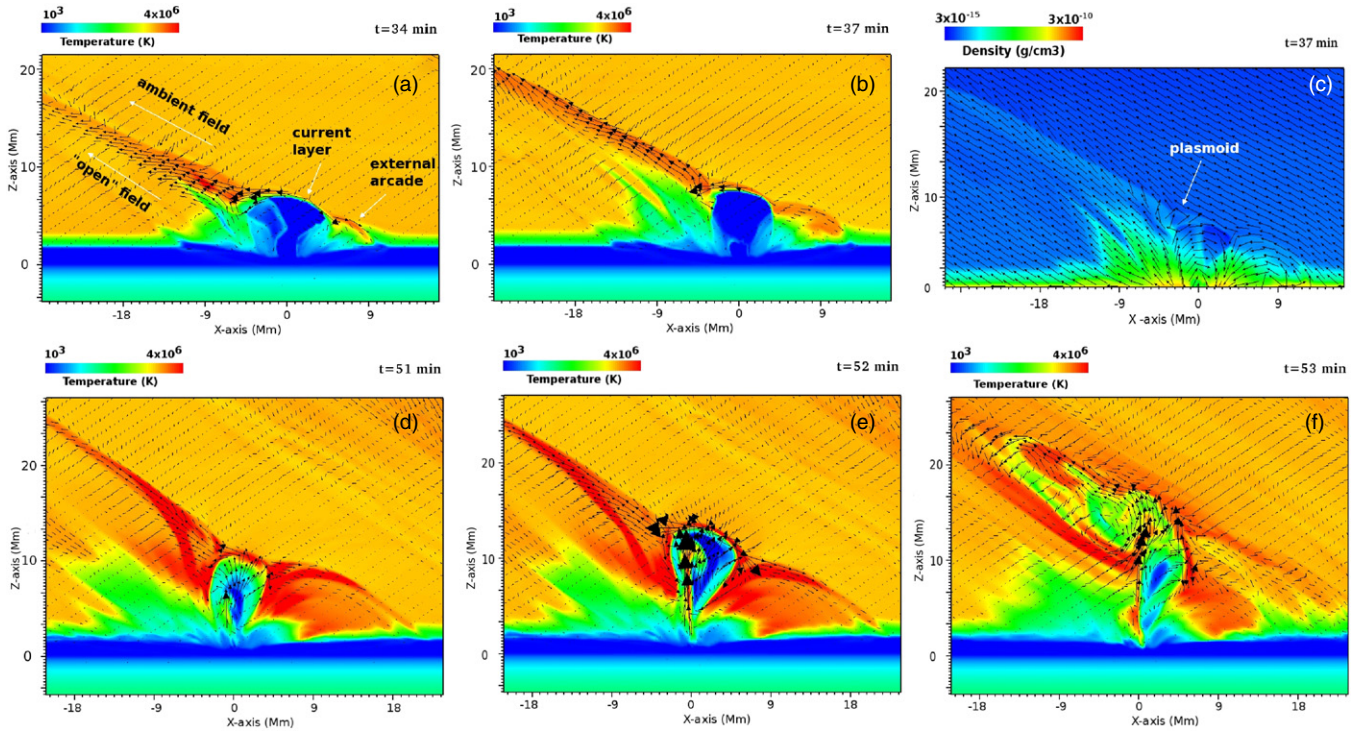 10³ 4x10⁶
Temperature (K)
t=34 min
(a)
ambient field
"open" field
current
layer
external
arcade
20
10
0
Z-axis (Mm)
-18 -9 0 9
X-axis (Mm)
10³ 4x10⁶
Temperature (K)
t=37 min
(b)
20
10
0
Z-axis (Mm)
-18 -9 0 9
X-axis (Mm)
3x10⁻¹⁵ 3x10⁻¹⁰
Density (g/cm3)
t=37 min
(c)
plasmoid
20
10
0
Z-axis (Mm)
-18 -9 0 9
X -axis (Mm)
10³ 4x10⁶
Temperature (K)
t=51 min
(d)
20
10
0
Z-axis (Mm)
-18 -9 0 9 18
X-axis (Mm)
10³ 4x10⁶
Temperature (K)
t=52 min
(e)
20
10
0
Z-axis (Mm)
-18 -9 0 9 18
X-axis (Mm)
10³ 4x10⁶
Temperature (K)
t=53 min
(f)
20
10
0
Z-axis (Mm)
-18 -9 0 9 18
X-axis (Mm)